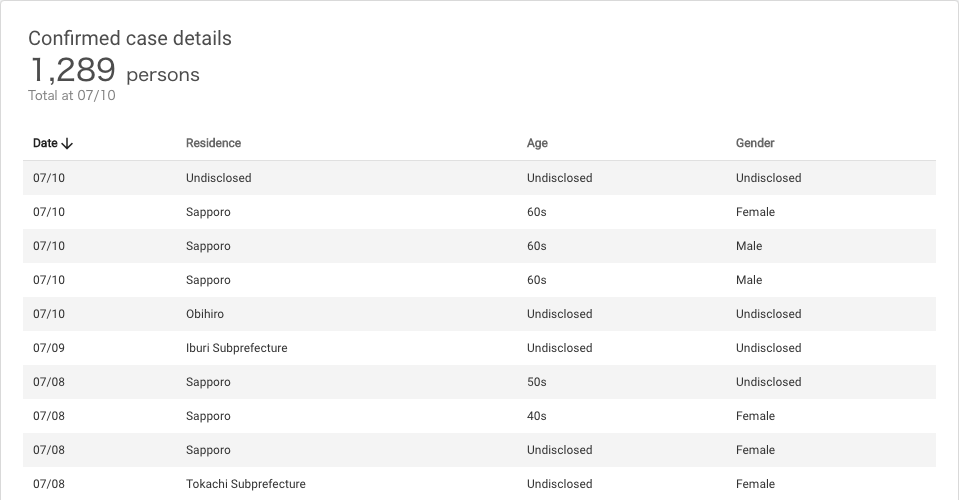 Confirmed case details
1,289 persons
Total at 07/10
Date Residence Age Gender
07/10 Undisclosed Undisclosed Undisclosed
07/10 Sapporo 60s Female
07/10 Sapporo 60s Male
07/10 Sapporo 60s Male
07/10 Obihiro Undisclosed Undisclosed
07/09 Iburi Subprefecture Undisclosed Undisclosed
07/08 Sapporo 50s Undisclosed
07/08 Sapporo 40s Female
07/08 Sapporo Undisclosed Female
07/08 Tokachi Subprefecture Undisclosed Female